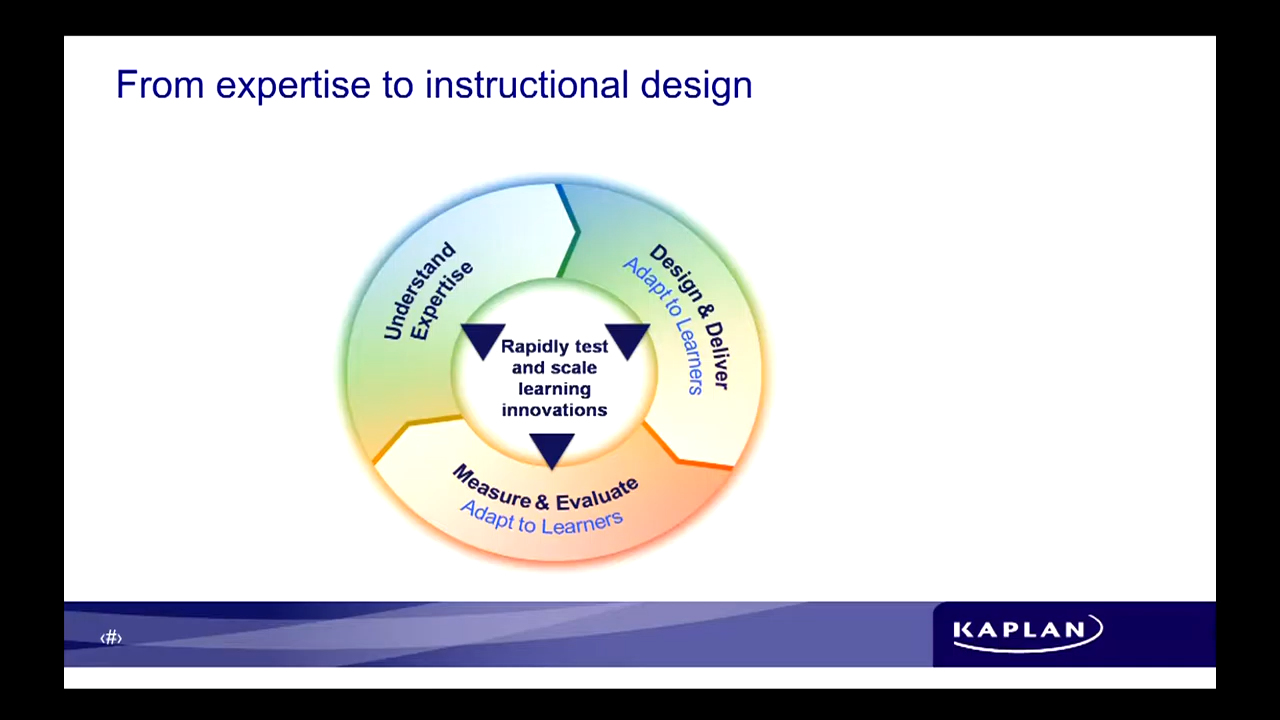 From expertise to instructional design
Understand
Expertise
Design & Deliver
Adapt to Learners
Rapidly test
and scale
learning
innovations
Measure & Evaluate
Adapt to Learners
‹#›
KAPLAN